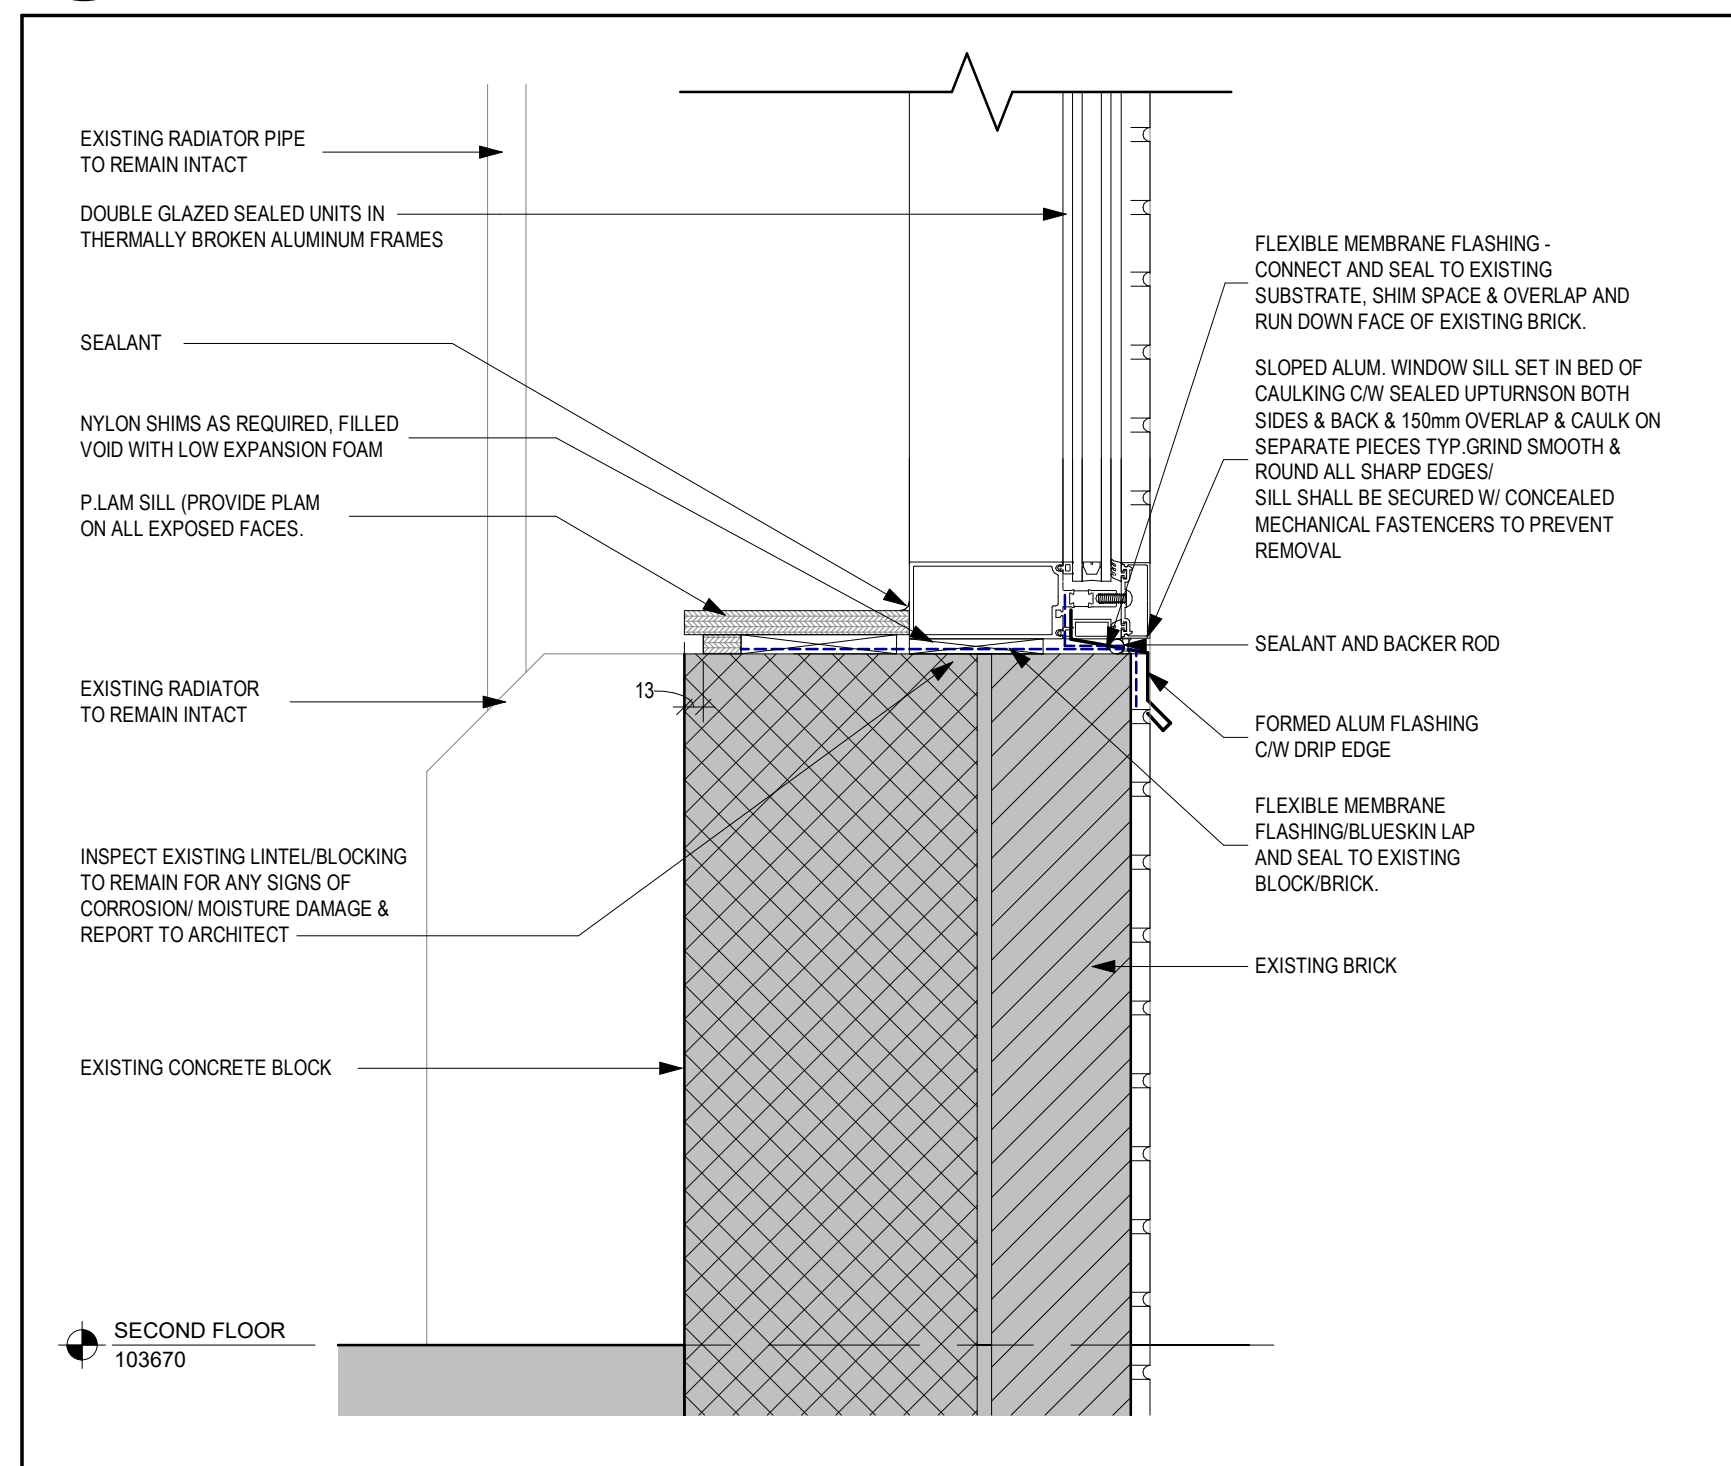 EXISTING RADIATOR PIPE
TO REMAIN INTACT
DOUBLE GLAZED SEALED UNITS IN
THERMALLY BROKEN ALUMINUM FRAMES
SEALANT
NYLON SHIMS AS REQUIRED, FILLED
VOID WITH LOW EXPANSION FOAM
P.LAM SILL (PROVIDE PLAM
ON ALL EXPOSED FACES.
EXISTING RADIATOR
TO REMAIN INTACT
13
INSPECT EXISTING LINTEL/BLOCKING
TO REMAIN FOR ANY SIGNS OF
CORROSION/ MOISTURE DAMAGE &
REPORT TO ARCHITECT
EXISTING CONCRETE BLOCK
SECOND FLOOR
103670
FLEXIBLE MEMBRANE FLASHING -
CONNECT AND SEAL TO EXISTING
SUBSTRATE, SHIM SPACE & OVERLAP AND
RUN DOWN FACE OF EXISTING BRICK.
SLOPED ALUM. WINDOW SILL SET IN BED OF
CAULKING C/W SEALED UPTURNSON BOTH
SIDES & BACK & 150mm OVERLAP & CAULK ON
SEPARATE PIECES TYP.GRIND SMOOTH &
ROUND ALL SHARP EDGES/
SILL SHALL BE SECURED W/ CONCEALED
MECHANICAL FASTENCERS TO PREVENT
REMOVAL
SEALANT AND BACKER ROD
FORMED ALUM FLASHING
C/W DRIP EDGE
FLEXIBLE MEMBRANE
FLASHING/BLUESKIN LAP
AND SEAL TO EXISTING
BLOCK/BRICK.
EXISTING BRICK